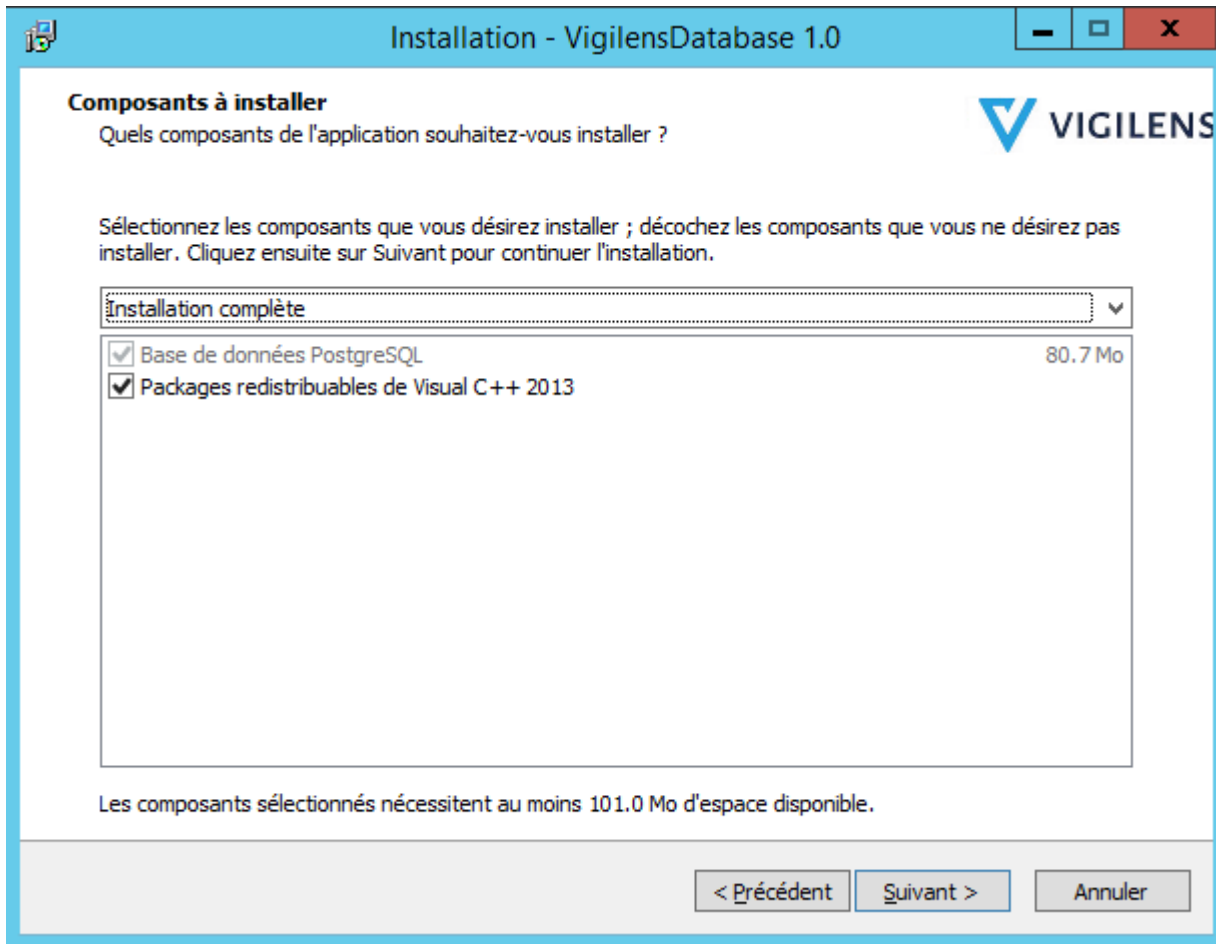 Installation - VigilensDatabase 1.0
Composants à installer
Quels composants de l'application souhaitez-vous installer ?
VIGILENS
Sélectionnez les composants que vous désirez installer ; décochez les composants que vous ne désirez pas
installer. Cliquez ensuite sur Suivant pour continuer l'installation.
Installation complète
Base de données PostgreSQL 80.7 Mo
Packages redistribuables de Visual C++ 2013
Les composants sélectionnés nécessitent au moins 101.0 Mo d'espace disponible.
< Précédent Suivant > Annuler